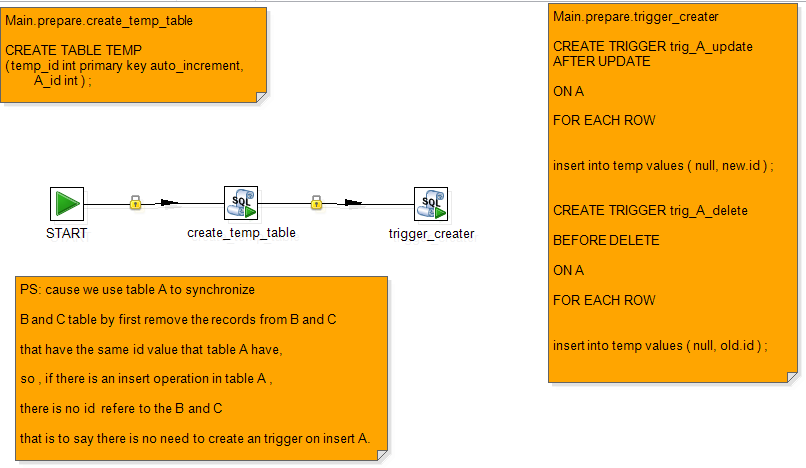 Main.prepare.create_temp_table
CREATE TABLE TEMP
(temp_id int primary key auto_increment,
A_id int ) ;
Main.prepare.trigger_creater
CREATE TRIGGER trig_A_update
AFTER UPDATE
ON A
FOR EACH ROW
insert into temp values ( null, new.id ) ;
CREATE TRIGGER trig_A_delete
BEFORE DELETE
ON A
FOR EACH ROW
insert into temp values ( null, old.id ) ;
SQL
SQL
START
create_temp_table
trigger_creater
PS: cause we use table A to synchronize
B and C table by first remove the records from B and C
that have the same id value that table A have,
so , if there is an insert operation in table A ,
there is no id refere to the B and C
that is to say there is no need to create an trigger on insert A.